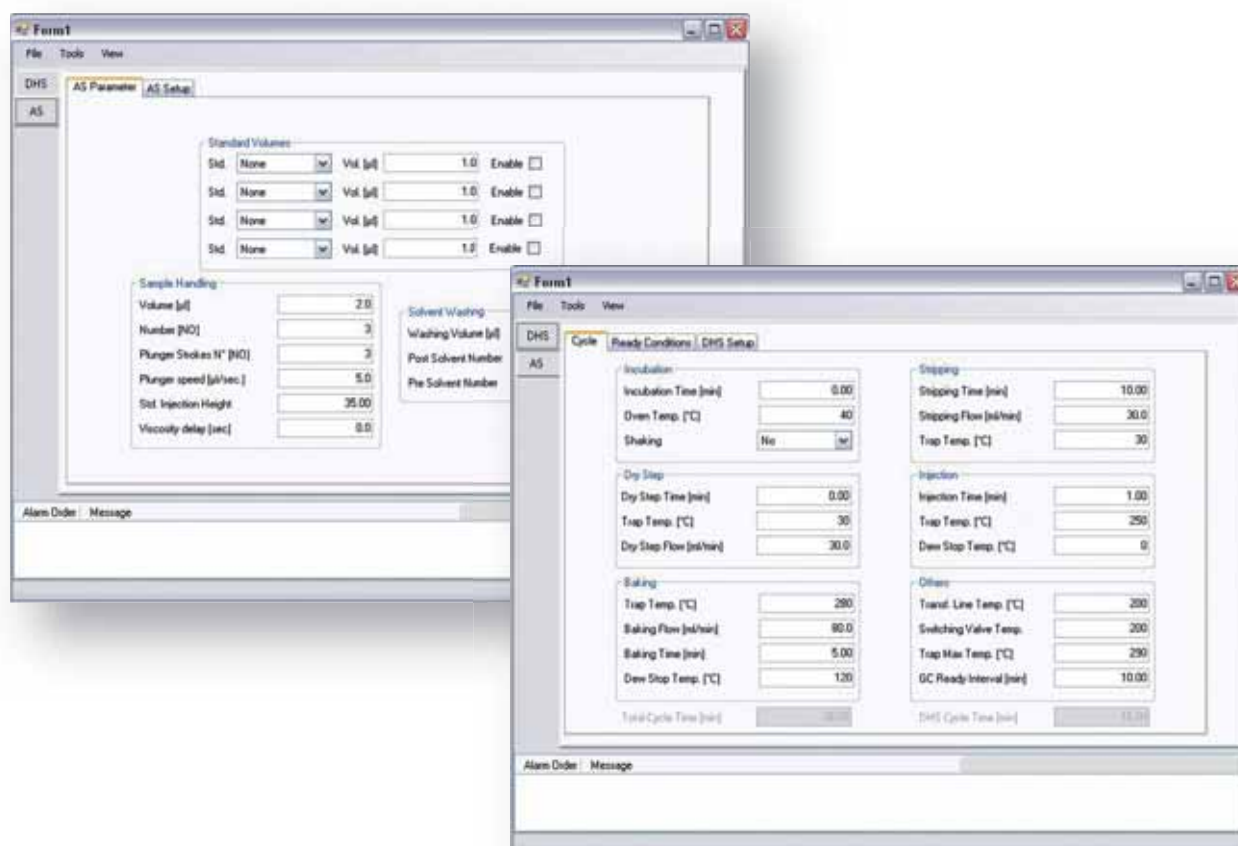 Form1
File Tools View
DHS
AS
AS Parameter AS Setup
Standard Volumes
Std. None Vol. [µl] 1.0 Enable
Std. None Vol. [µl] 1.0 Enable
Std. None Vol. [µl] 1.0 Enable
Std. None Vol. [µl] 1.0 Enable
Sample Handling
Volume [µl] 2.0
Number [NO] 3
Plunger Strokes N° [NO] 3
Plunger speed [µl/sec.] 5.0
Std. Injection Height 35.00
Viscosity delay [sec] 0.0
Solvent Washing
Washing Volume [µl]
Post Solvent Number
Pre Solvent Number
Alarm Order Message
Form1
File Tools View
DHS
AS
Cycle Ready Conditions DHS Setup
Incubation
Incubation Time [min] 0.00
Oven Temp. [°C] 40
Shaking No
Stripping
Stripping Time [min] 10.00
Stripping Flow [ml/min] 30.0
Trap Temp. [°C] 30
Dry Step
Dry Step Time [min] 0.00
Trap Temp. [°C] 30
Dry Step Flow [ml/min] 30.0
Injection
Injection Time [min] 1.00
Trap Temp. [°C] 250
Dew Stop Temp. [°C] 0
Baking
Trap Temp. [°C] 280
Baking Flow [ml/min] 80.0
Baking Time [min] 5.00
Dew Stop Temp. [°C] 120
Others
Transf. Line Temp. [°C] 200
Switching Valve Temp. 200
Trap Max Temp. [°C] 290
GC Ready Interval [min] 10.00
Total Cycle Time [min]
DHS Cycle Time [min]
Alarm Order Message